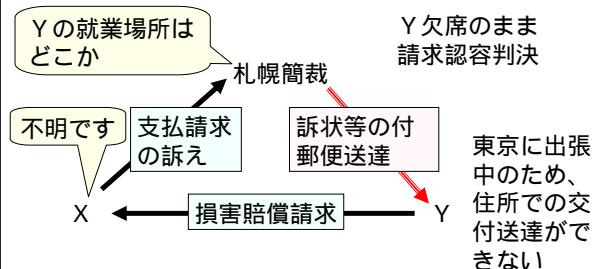 Ｙの就業場所は
どこか
札幌簡裁
Ｙ欠席のまま
請求認容判決
不明です
支払請求
の訴え
訴状等の付
郵便送達
東京に出張
中のため、
住所での交
付送達がで
きない
Ｘ
損害賠償請求
Ｙ